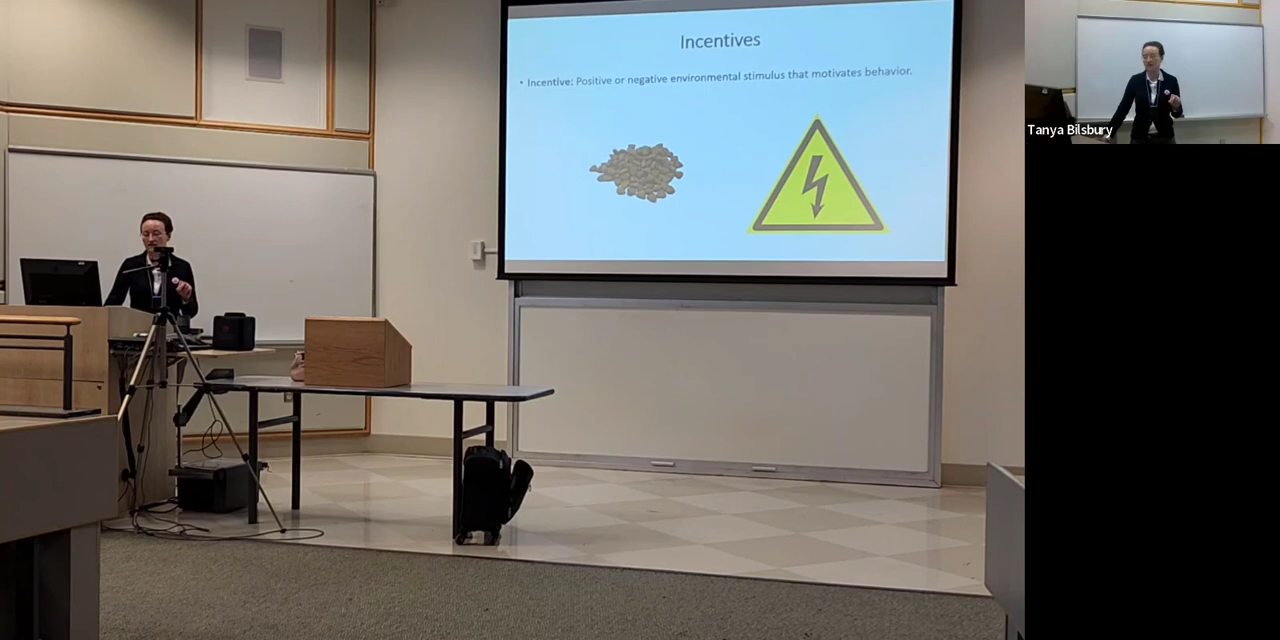 Incentives
• Incentive: Positive or negative environmental stimulus that motivates behavior.
Tanya Bilsbury